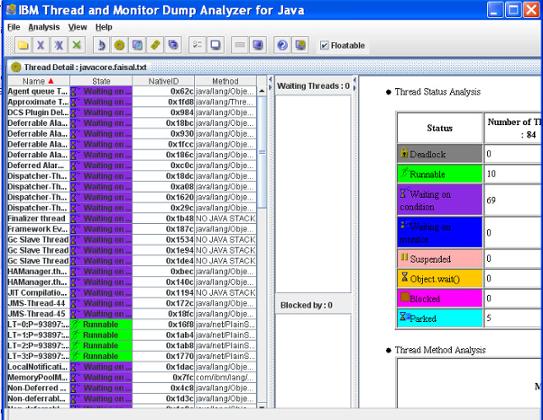 IBM Thread and Monitor Dump Analyzer for Java
File Analysis View Help
Floatable
Thread Detail : javacore.faisal.txt
Name State NativeID Method
Agent queue T... Waiting on ... 0x62c java/lang/Obje...
Approximate T... Waiting on ... 0x1fd8 java/lang/Thre...
DCS Plugin Del... Waiting on ... 0x984 java/lang/Obje...
Deferrable Ala... Waiting on ... 0x18bc java/lang/Obje...
Deferrable Ala... Waiting on ... 0x930 java/lang/Obje...
Deferrable Ala... Waiting on ... 0x1fcc java/lang/Obje...
Deferrable Ala... Waiting on ... 0x186c java/lang/Obje...
Deferred Alar... Waiting on ... 0xc0c java/lang/Obje...
Dispatcher-Th... Waiting on ... 0x18dc java/lang/Obje...
Dispatcher-Th... Waiting on ... 0xa08 java/lang/Obje...
Dispatcher-Th... Waiting on ... 0x1620 java/lang/Obje...
Dispatcher-Th... Waiting on ... 0x29c java/lang/Obje...
Finalizer thread Waiting on ... 0x1b48 NO JAVA STACK
Framework Ev... Waiting on ... 0x187c java/lang/Obje...
Gc Slave Thread Waiting on ... 0x1534 NO JAVA STACK
Gc Slave Thread Waiting on ... 0x1e94 NO JAVA STACK
Gc Slave Thread Waiting on ... 0x1de4 NO JAVA STACK
HAManager.th... Waiting on ... 0xbec java/lang/Obje...
HAManager.th... Waiting on ... 0x140c java/lang/Obje...
JIT Compilatio... Waiting on ... 0x1194 NO JAVA STACK
JMS-Thread-44 Waiting on ... 0x172c java/lang/Obje...
JMS-Thread-45 Waiting on ... 0x18fc java/lang/Obje...
LT=0:P=93897:... Runnable 0x16f8 java/net/PlainS...
LT=1:P=93897:... Runnable 0x1ab4 java/net/PlainS...
LT=2:P=93897:... Runnable 0x1ab8 java/net/PlainS...
LT=3:P=93897:... Runnable 0x1770 java/net/PlainS...
LocalNotificati... Waiting on ... 0x1dac java/lang/Obje...
MemoryPoolM... Waiting on ... 0x7fc com/ibm/lang/...
Non-Deferred ... Waiting on ... 0x4c8 java/lang/Obje...
Non-deferrabl... Waiting on ... 0x1d3c java/lang/Obje...
Waiting Threads : 0
Blocked by : 0
Thread Status Analysis
Status Number of Th
: 84
Deadlock 0
Runnable 10
Waiting on condition 69
Waiting on monitor 0
Suspended 0
Object.wait() 0
Blocked 0
Parked 5
Thread Method Analysis
M